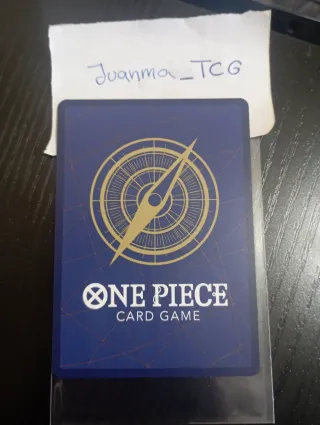 Juanma_TCG
ONE PIECE
CARD GAME